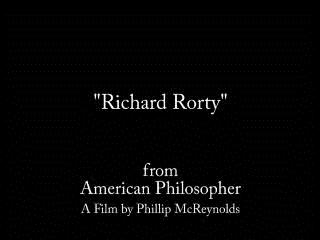 "Richard Rorty"
from
American Philosopher
A Film by Phillip McReynolds